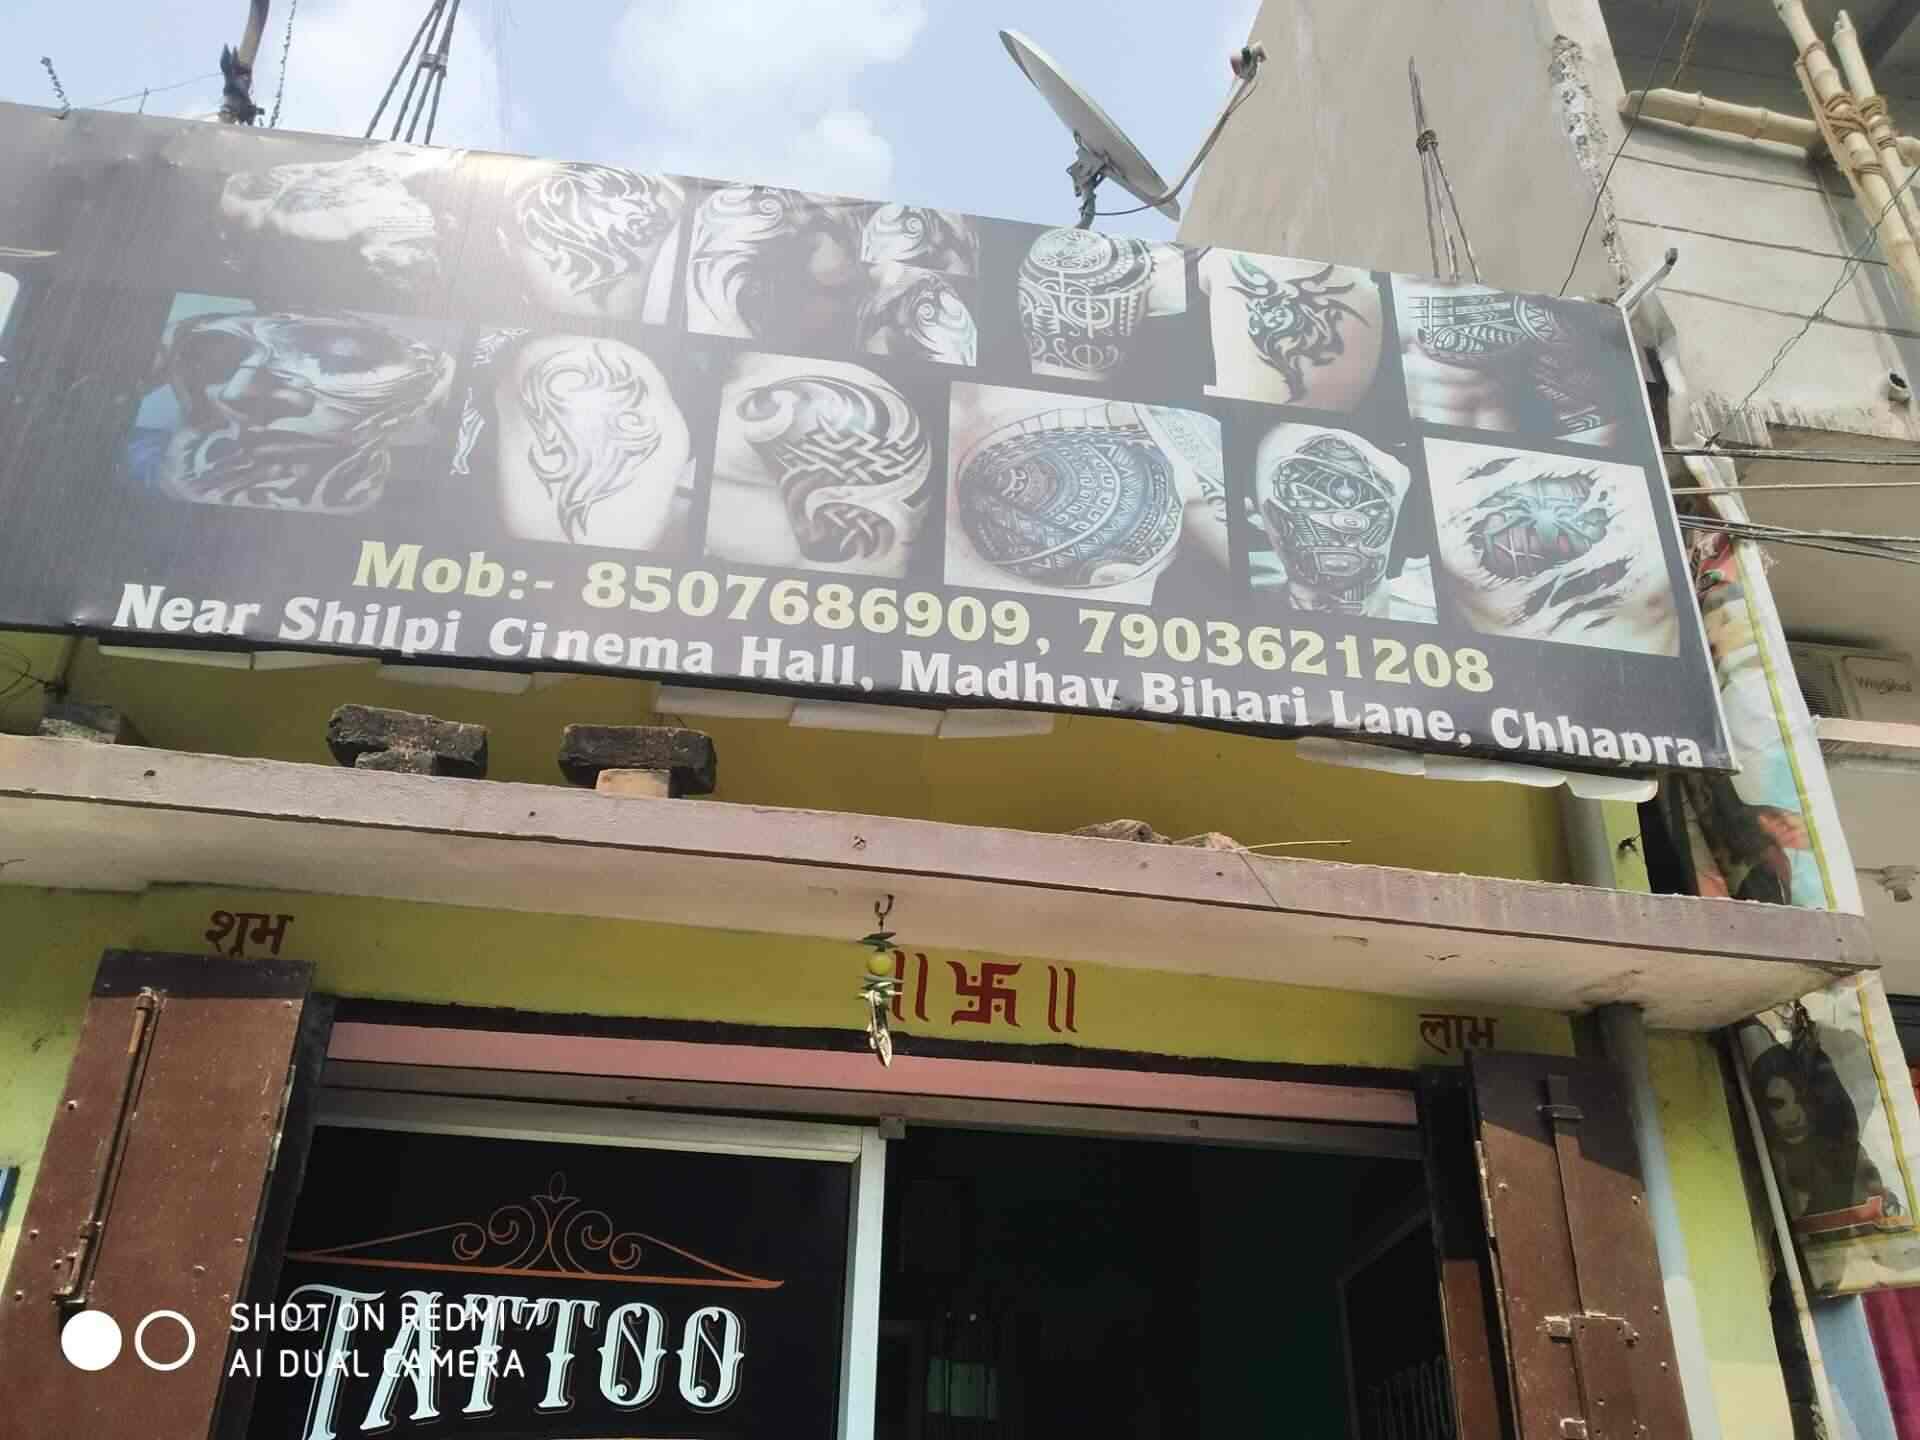 Mob:- 8507686909, 7903621208
Near Shilpi Cinema Hall, Madhav Bihari Lane, Chhapra
शुभ
॥ 卐 ॥
लाभ
TATTOO
SHOT ON REDMI 7
AI DUAL CAMERA